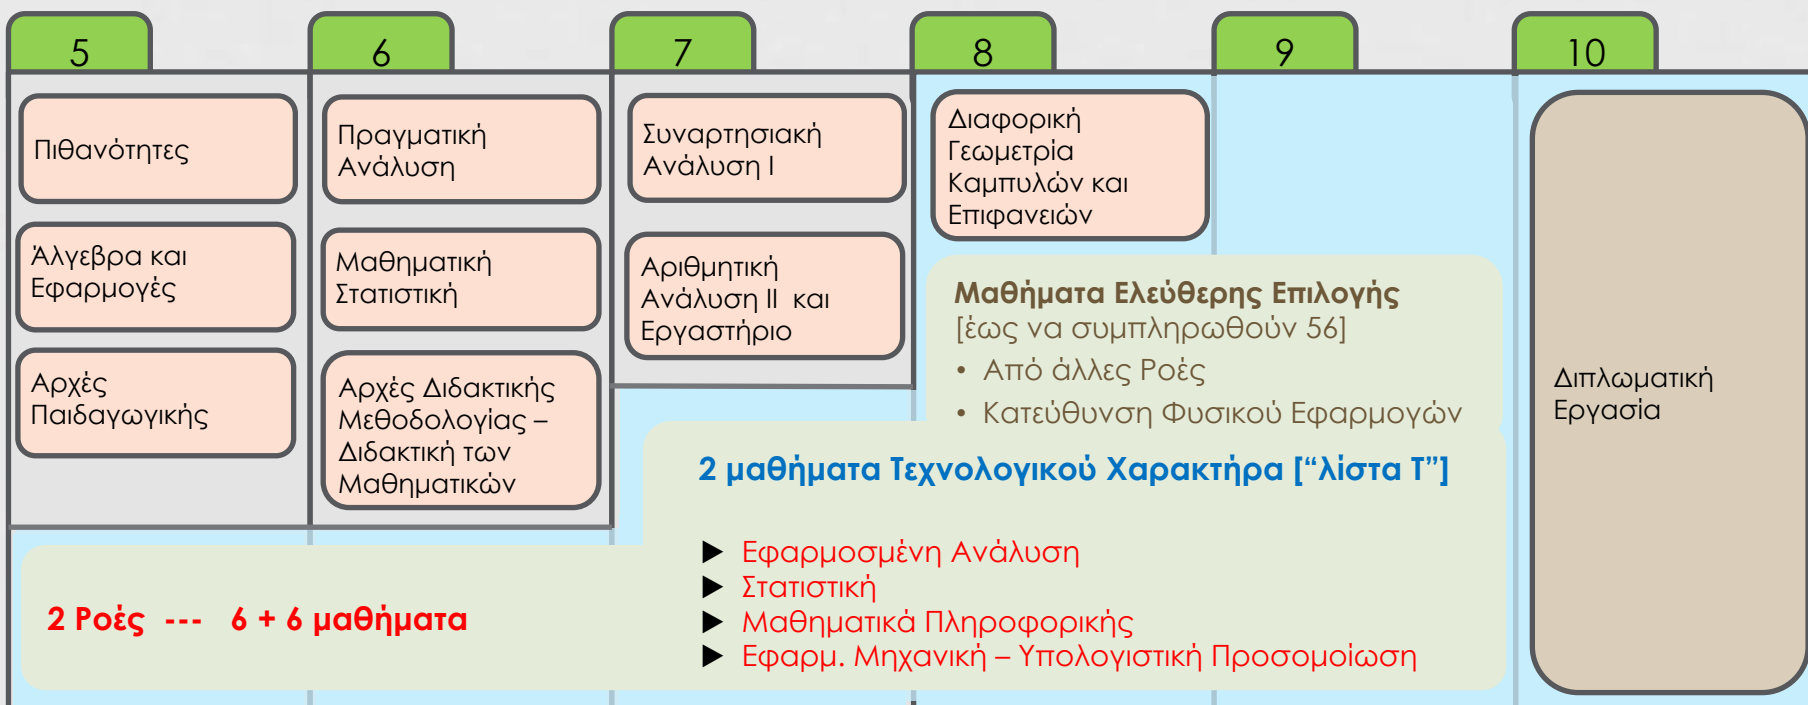 5
6
7
8
9
10
Πιθανότητες
Πραγματική
Ανάλυση
Συναρτησιακή
Ανάλυση Ι
Διαφορική
Γεωμετρία
Καμπυλών και
Επιφανειών
Άλγεβρα και
Εφαρμογές
Μαθηματική
Στατιστική
Αριθμητική
Ανάλυση ΙΙ και
Εργαστήριο
Αρχές
Παιδαγωγικής
Αρχές Διδακτικής
Μεθοδολογίας –
Διδακτική των
Μαθηματικών
Μαθήματα Ελεύθερης Επιλογής
[έως να συμπληρωθούν 56]
• Από άλλες Ροές
• Κατεύθυνση Φυσικού Εφαρμογών
Διπλωματική
Εργασία
2 μαθήματα Τεχνολογικού Χαρακτήρα [“λίστα Τ”]
▶ Εφαρμοσμένη Ανάλυση
▶ Στατιστική
▶ Μαθηματικά Πληροφορικής
▶ Εφαρμ. Μηχανική – Υπολογιστική Προσομοίωση
2 Ροές --- 6 + 6 μαθήματα